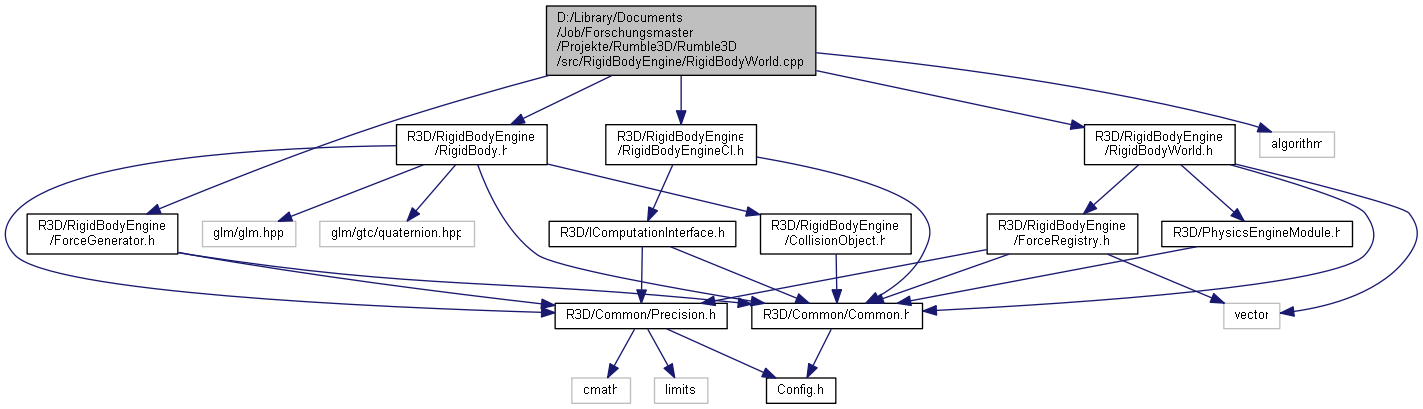 D:/Library/Documents
/Job/Forschungsmaster
/Projekte/Rumble3D/Rumble3D
/src/RigidBodyEngine/RigidBodyWorld.cpp
R3D/RigidBodyEngine
/RigidBody.h
R3D/RigidBodyEngine
/RigidBodyEngineCI.h
R3D/RigidBodyEngine
/RigidBodyWorld.h
algorithm
R3D/RigidBodyEngine
/ForceGenerator.h
glm/glm.hpp
glm/gtc/quaternion.hpp
R3D/IComputationInterface.h
R3D/RigidBodyEngine
/CollisionObject.h
R3D/RigidBodyEngine
/ForceRegistry.h
R3D/PhysicsEngineModule.h
R3D/Common/Precision.h
R3D/Common/Common.h
vector
cmath
limits
Config.h